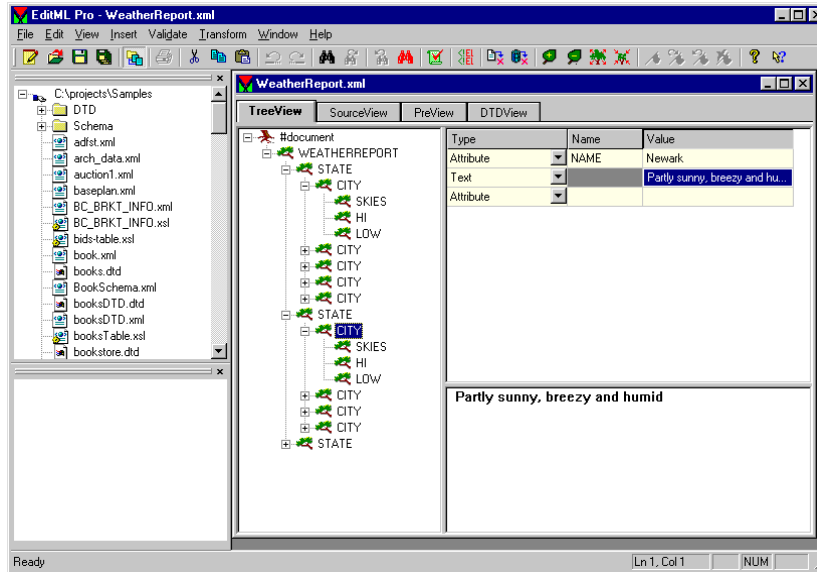 EditML Pro - WeatherReport.xml
File Edit View Insert Validate Transform Window Help
C:\projects\Samples
DTD
Schema
adfst.xml
arch_data.xml
auction1.xml
baseplan.xml
BC_BRKT_INFO.xml
BC_BRKT_INFO.xsl
bids-table.xsl
book.xml
books.dtd
BookSchema.xml
booksDTD.dtd
booksDTD.xml
booksTable.xsl
bookstore.dtd
WeatherReport.xml
TreeView SourceView PreView DTDView
#document
WEATHERREPORT
STATE
CITY
SKIES
HI
LOW
CITY
CITY
CITY
CITY
STATE
CITY
SKIES
HI
LOW
CITY
CITY
CITY
STATE
Type Name Value
Attribute NAME Newark
Text Partly sunny, breezy and hu...
Attribute
Partly sunny, breezy and humid
Ready Ln 1, Col 1 NUM